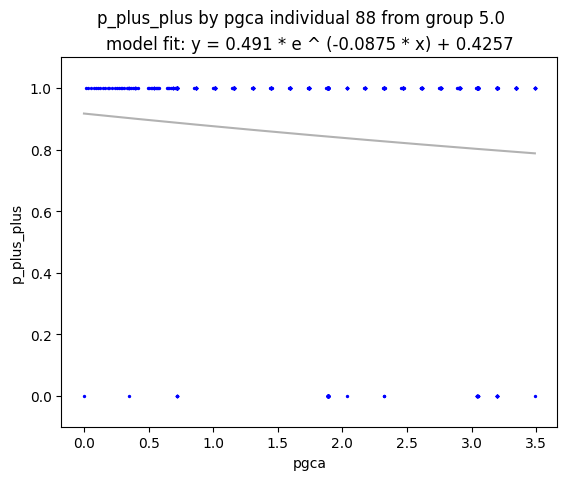 p_plus_plus by pgca individual 88 from group 5.0
model fit: y = 0.491 * e ^ (-0.0875 * x) + 0.4257
1.0
0.8
0.6
0.4
0.2
0.0
p_plus_plus
0.0 0.5 1.0 1.5 2.0 2.5 3.0 3.5
pgca